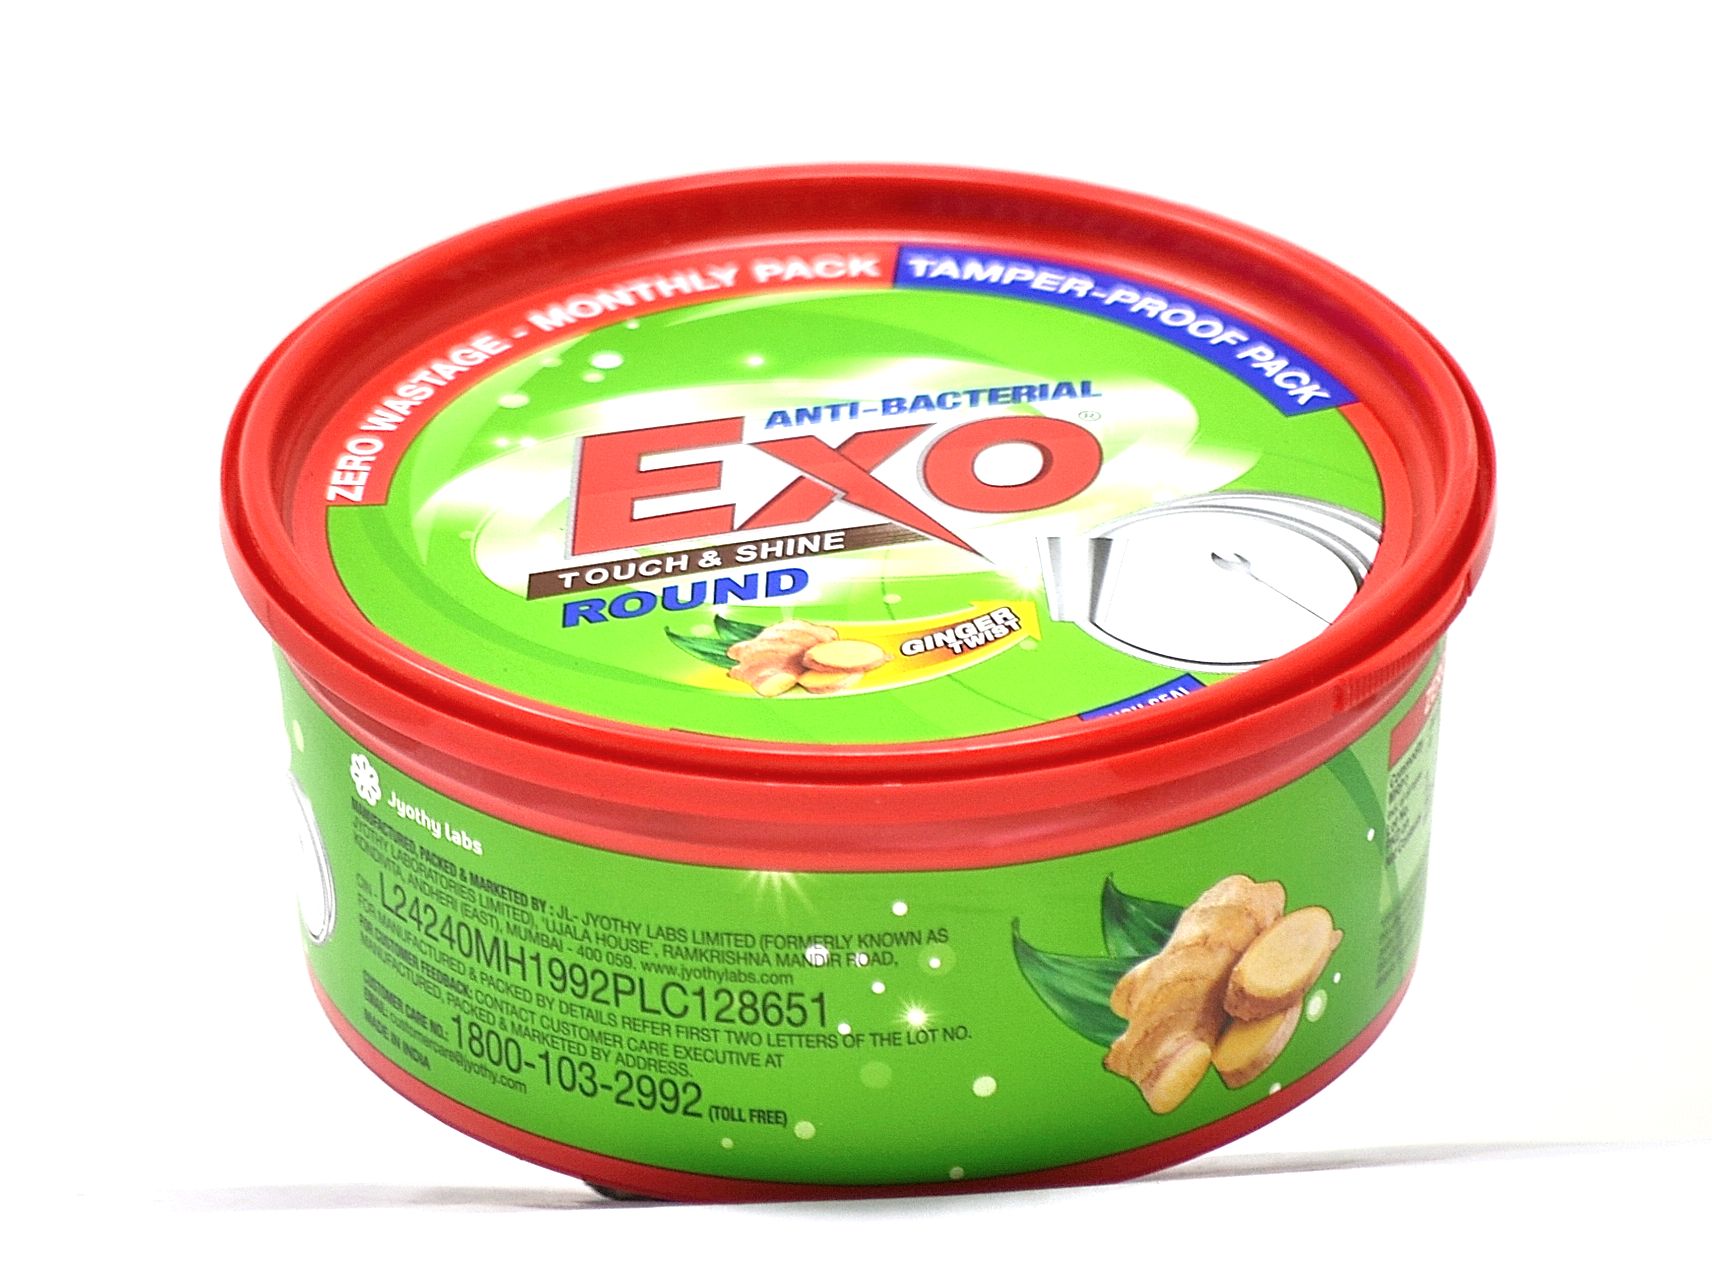 ZERO WASTAGE - MONTHLY PACK
TAMPER-PROOF PACK
ANTI-BACTERIAL
EXO®
TOUCH & SHINE
ROUND
GINGER
TWIST
Jyothy labs
MANUFACTURED, PACKED & MARKETED BY : JL- JYOTHY LABS LIMITED (FORMERLY KNOWN AS
JYOTHY LABORATORIES LIMITED), 'UJALA HOUSE', RAMKRISHNA MANDIR ROAD,
KONDIVITA, ANDHERI (EAST), MUMBAI - 400 059. www.jyothylabs.com
CIN. L24240MH1992PLC128651
FOR MANUFACTURED & PACKED BY DETAILS REFER FIRST TWO LETTERS OF THE LOT NO.
FOR CUSTOMER FEEDBACK: CONTACT CUSTOMER CARE EXECUTIVE AT
MANUFACTURED, PACKED & MARKETED BY ADDRESS.
CUSTOMER CARE NO. 1800-103-2992 (TOLL FREE)
EMAIL: customercare@jyothy.com
MADE IN INDIA